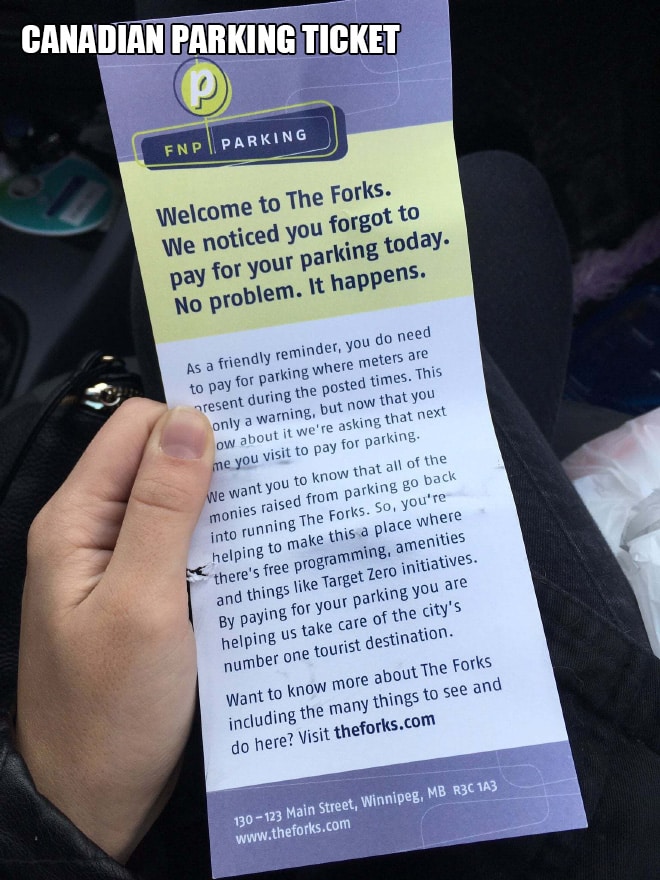 CANADIAN PARKING TICKET
p
FNP PARKING
Welcome to The Forks.
We noticed you forgot to
pay for your parking today.
No problem. It happens.
As a friendly reminder, you do need
to pay for parking where meters are
resent during the posted times. This
only a warning, but now that you
ow about it we're asking that next
me you visit to pay for parking.
We want you to know that all of the
monies raised from parking go back
into running The Forks. So, you're
helping to make this a place where
there's free programming, amenities
and things like Target Zero initiatives.
By paying for your parking you are
helping us take care of the city's
number one tourist destination.
Want to know more about The Forks
including the many things to see and
do here? Visit theforks.com
130-123 Main Street, Winnipeg, MB R3C 1A3
www.theforks.com